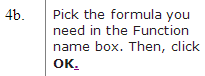 4b. Pick the formula you
need in the Function
name box. Then, click
OK.